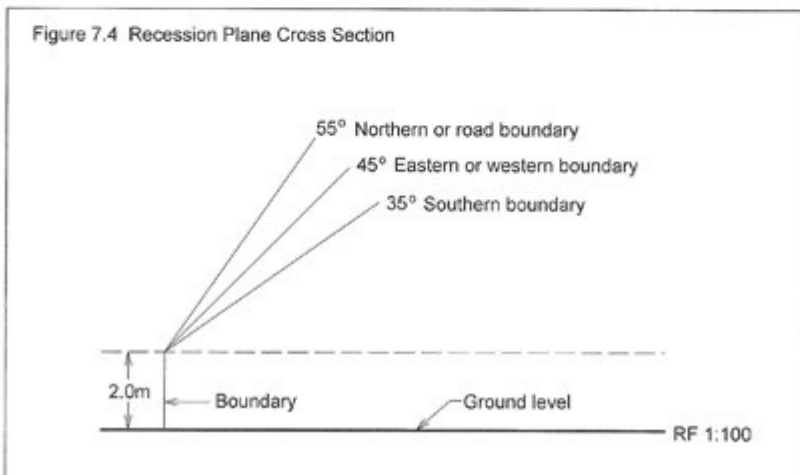 Figure 7.4 Recession Plane Cross Section
55° Northern or road boundary
45° Eastern or western boundary
35° Southern boundary
2.0m
Boundary
Ground level
RF 1:100